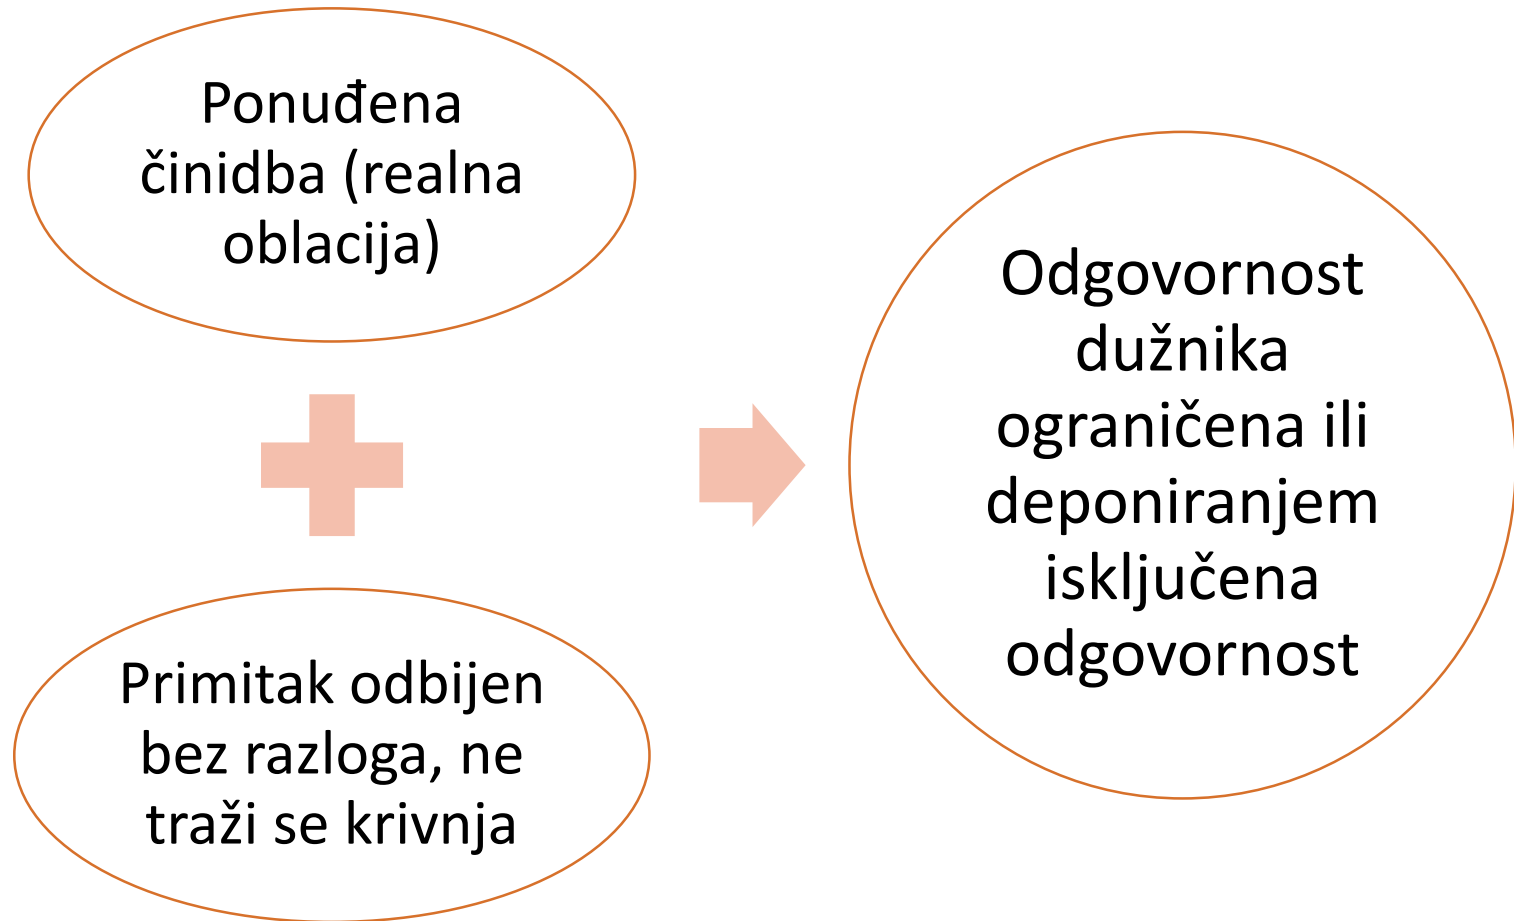 Ponuđena
činidba (realna
oblacija)
Primitak odbijen
bez razloga, ne
traži se krivnja
Odgovornost
dužnika
ograničena ili
deponiranjem
isključena
odgovornost